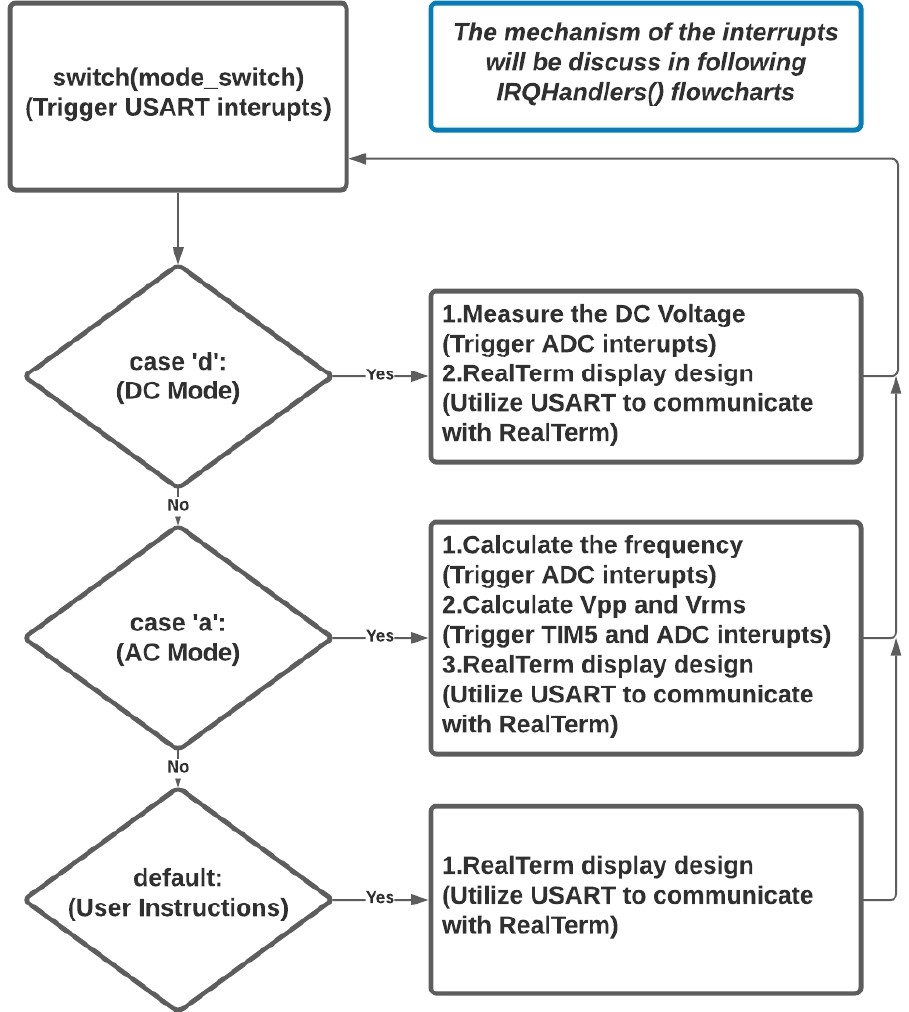 switch(mode_switch)
(Trigger USART interupts)
The mechanism of the interrupts
will be discuss in following
IRQHandlers() flowcharts
case 'd':
(DC Mode)
Yes
1.Measure the DC Voltage
(Trigger ADC interupts)
2.RealTerm display design
(Utilize USART to communicate
with RealTerm)
No
case 'a':
(AC Mode)
Yes
1.Calculate the frequency
(Trigger ADC interupts)
2.Calculate Vpp and Vrms
(Trigger TIM5 and ADC interupts)
3.RealTerm display design
(Utilize USART to communicate
with RealTerm)
No
default:
(User Instructions)
Yes
1.RealTerm display design
(Utilize USART to communicate
with RealTerm)